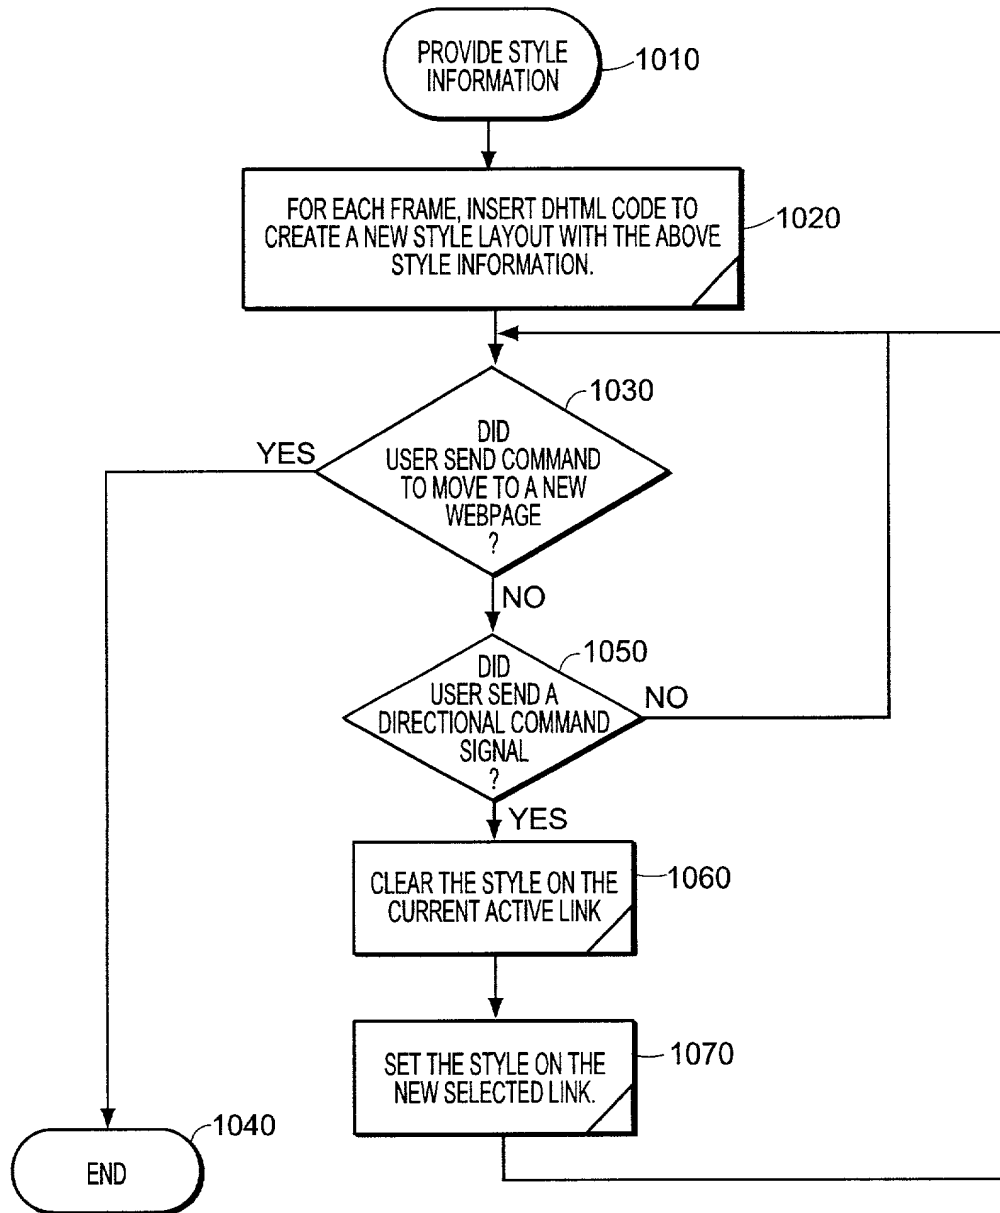 PROVIDE STYLE
INFORMATION
1010
FOR EACH FRAME, INSERT DHTML CODE TO
CREATE A NEW STYLE LAYOUT WITH THE ABOVE
STYLE INFORMATION.
1020
1030
DID
USER SEND COMMAND
TO MOVE TO A NEW
WEBPAGE
?
YES
NO
1050
DID
USER SEND A
DIRECTIONAL COMMAND
SIGNAL
?
NO
YES
CLEAR THE STYLE ON THE
CURRENT ACTIVE LINK
1060
SET THE STYLE ON THE
NEW SELECTED LINK.
1070
1040
END